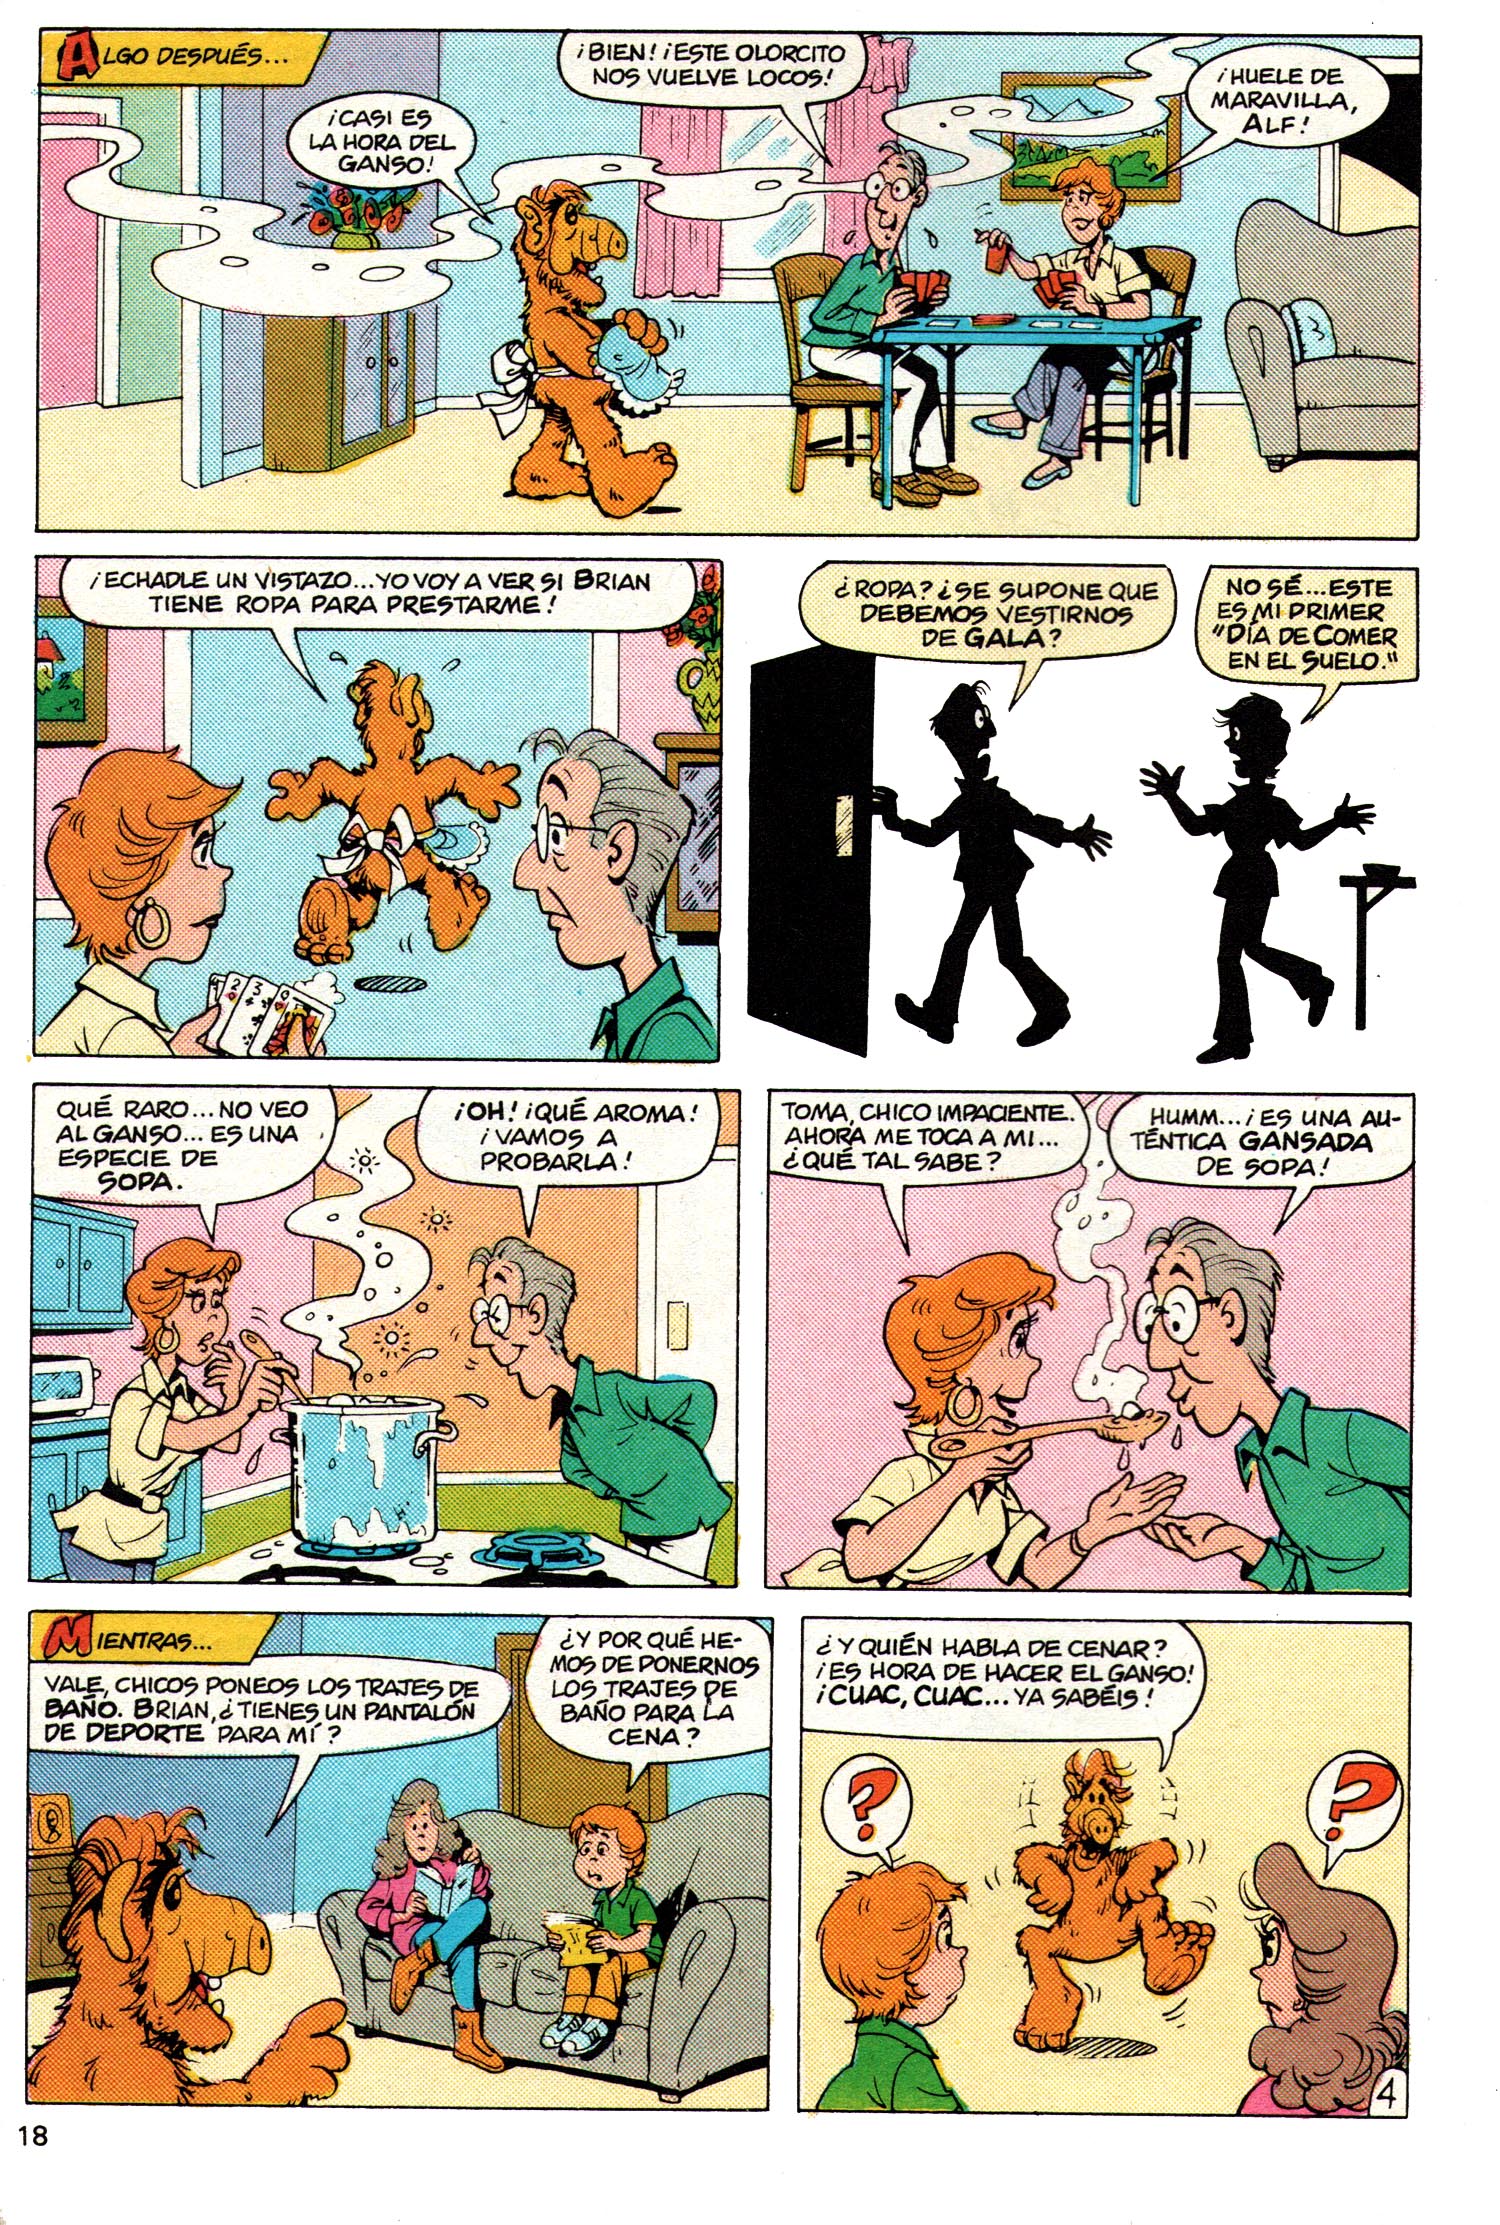 ALGO DESPUÉS...
¡CASI ES
LA HORA DEL
GANSO!
¡BIEN! ¡ESTE OLORCITO
NOS VUELVE LOCOS!
¡HUELE DE
MARAVILLA,
ALF!
¡ECHADLE UN VISTAZO...YO VOY A VER SI BRIAN
TIENE ROPA PARA PRESTARME!
¿ROPA? ¿SE SUPONE QUE
DEBEMOS VESTIRNOS
DE GALA?
NO SÉ...ESTE
ES MI PRIMER
"DÍA DE COMER
EN EL SUELO."
2
3
QUÉ RARO...NO VEO
AL GANSO...ES UNA
ESPECIE DE
SOPA.
¡OH! ¡QUÉ AROMA!
¡VAMOS A
PROBARLA!
TOMA, CHICO IMPACIENTE.
AHORA ME TOCA A MI...
¿QUÉ TAL SABE?
HUMM...¡ES UNA AU-
TÉNTICA GANSADA
DE SOPA!
MIENTRAS...
VALE, CHICOS PONEOS LOS TRAJES DE
BAÑO. BRIAN,¿TIENES UN PANTALÓN
DE DEPORTE PARA MÍ?
¿Y POR QUÉ HE-
MOS DE PONERNOS
LOS TRAJES DE
BAÑO PARA LA
CENA?
¿Y QUIÉN HABLA DE CENAR?
¡ES HORA DE HACER EL GANSO!
¡CUAC, CUAC...YA SABÉIS!
?
?
4
18